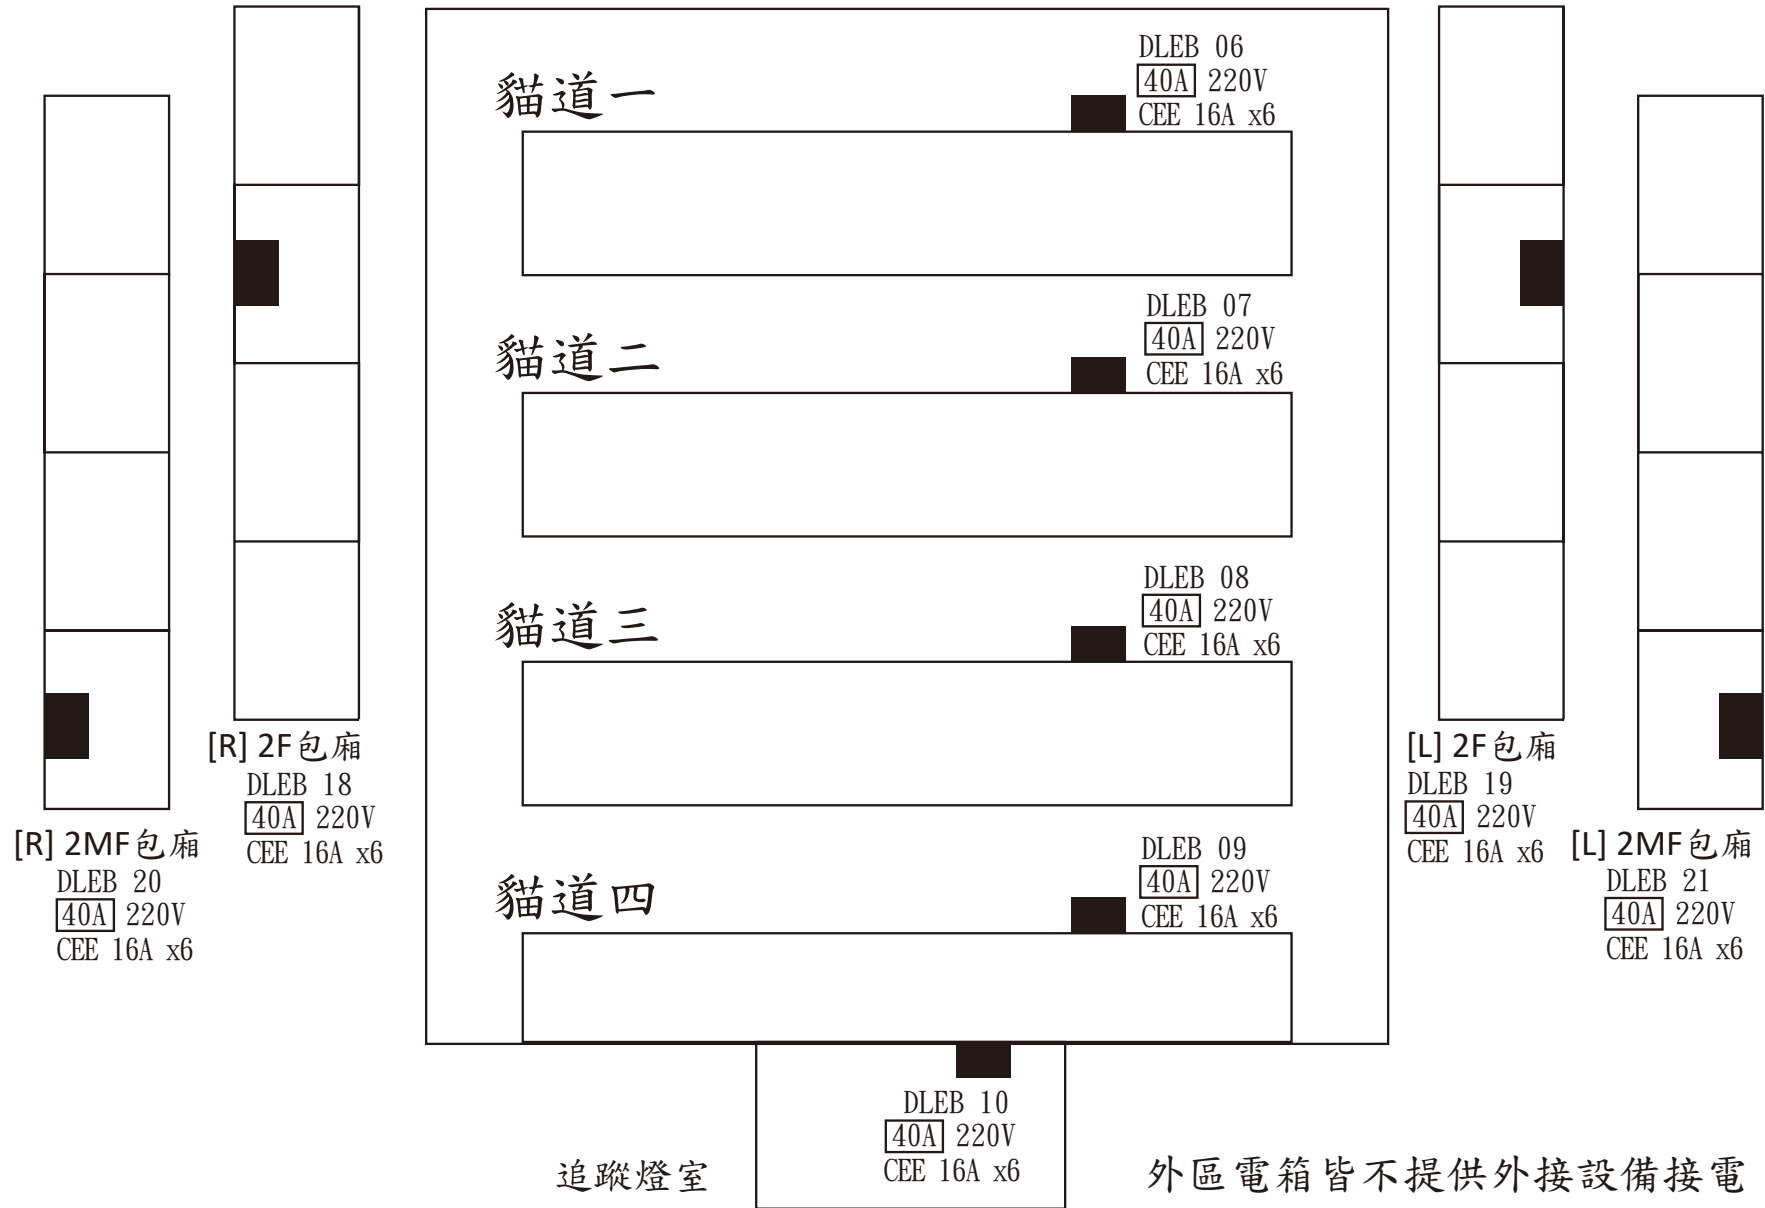 貓道一
DLEB 06
40A 220V
CEE 16A x6
貓道二
DLEB 07
40A 220V
CEE 16A x6
貓道三
DLEB 08
40A 220V
CEE 16A x6
[R] 2F包廂
DLEB 18
40A 220V
CEE 16A x6
[L] 2F包廂
DLEB 19
40A 220V
CEE 16A x6
[R] 2MF包廂
DLEB 20
40A 220V
CEE 16A x6
[L] 2MF包廂
DLEB 21
40A 220V
CEE 16A x6
貓道四
DLEB 09
40A 220V
CEE 16A x6
DLEB 10
40A 220V
CEE 16A x6
追蹤燈室
外區電箱皆不提供外接設備接電